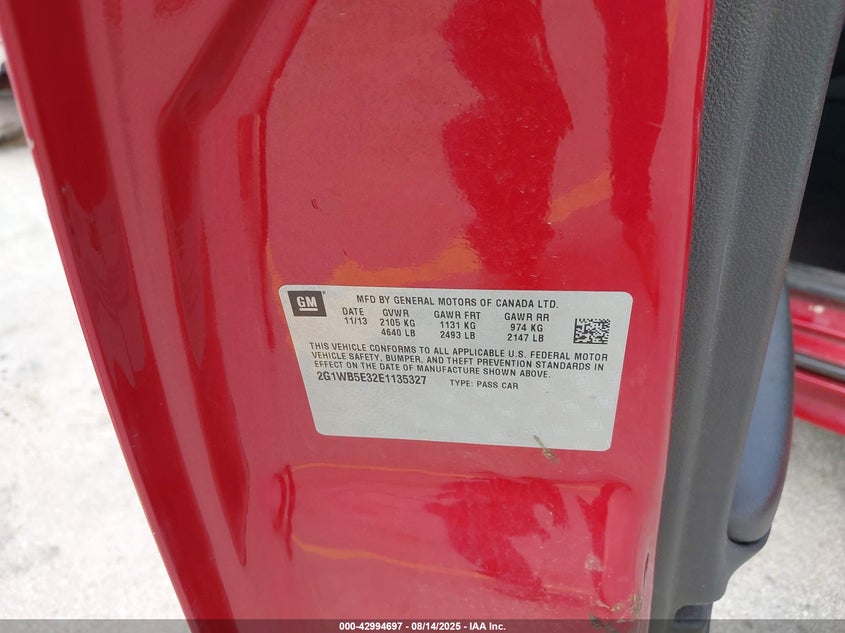 GM
MFD BY GENERAL MOTORS OF CANADA LTD.
DATE GVWR GAWR FRT GAWR RR
11/13 2105 KG 1131 KG 974 KG
4640 LB 2493 LB 2147 LB
THIS VEHICLE CONFORMS TO ALL APPLICABLE U.S. FEDERAL MOTOR
VEHICLE SAFETY, BUMPER, AND THEFT PREVENTION STANDARDS IN
EFFECT ON THE DATE OF MANUFACTURE SHOWN ABOVE.
2G1WB5E32E1135327 TYPE: PASS CAR
000-42994697 - 08/14/2025 - IAA Inc.